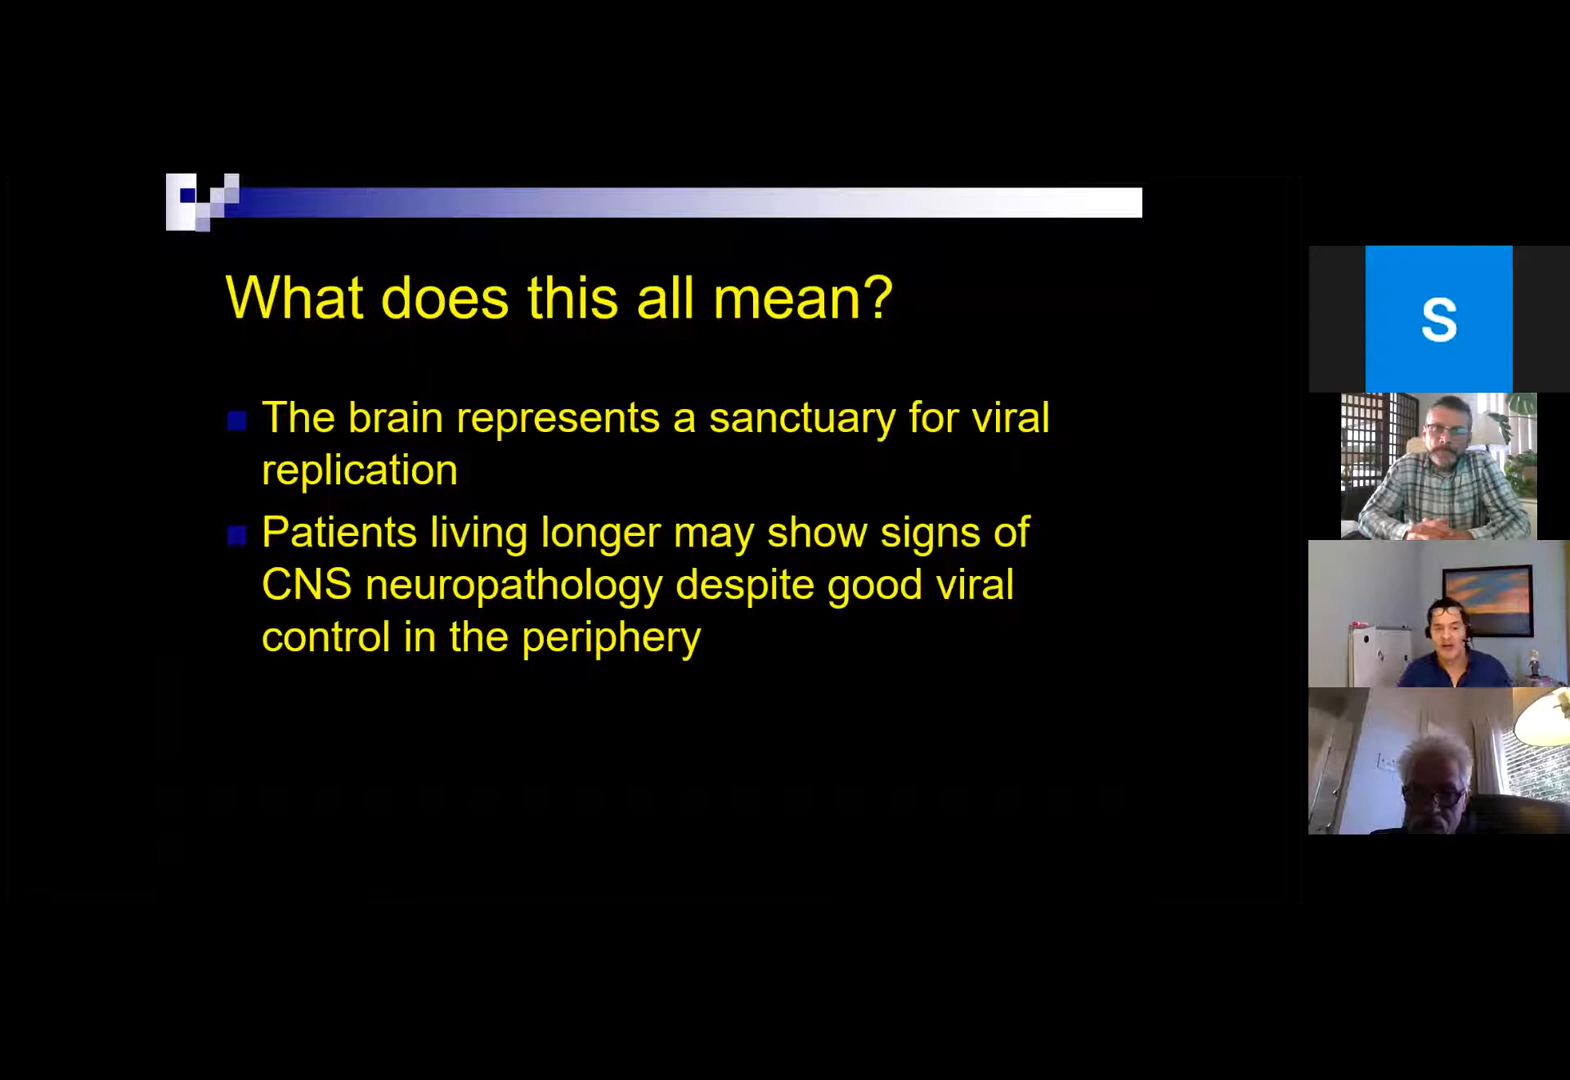 What does this all mean?
The brain represents a sanctuary for viral
replication
Patients living longer may show signs of
CNS neuropathology despite good viral
control in the periphery
S